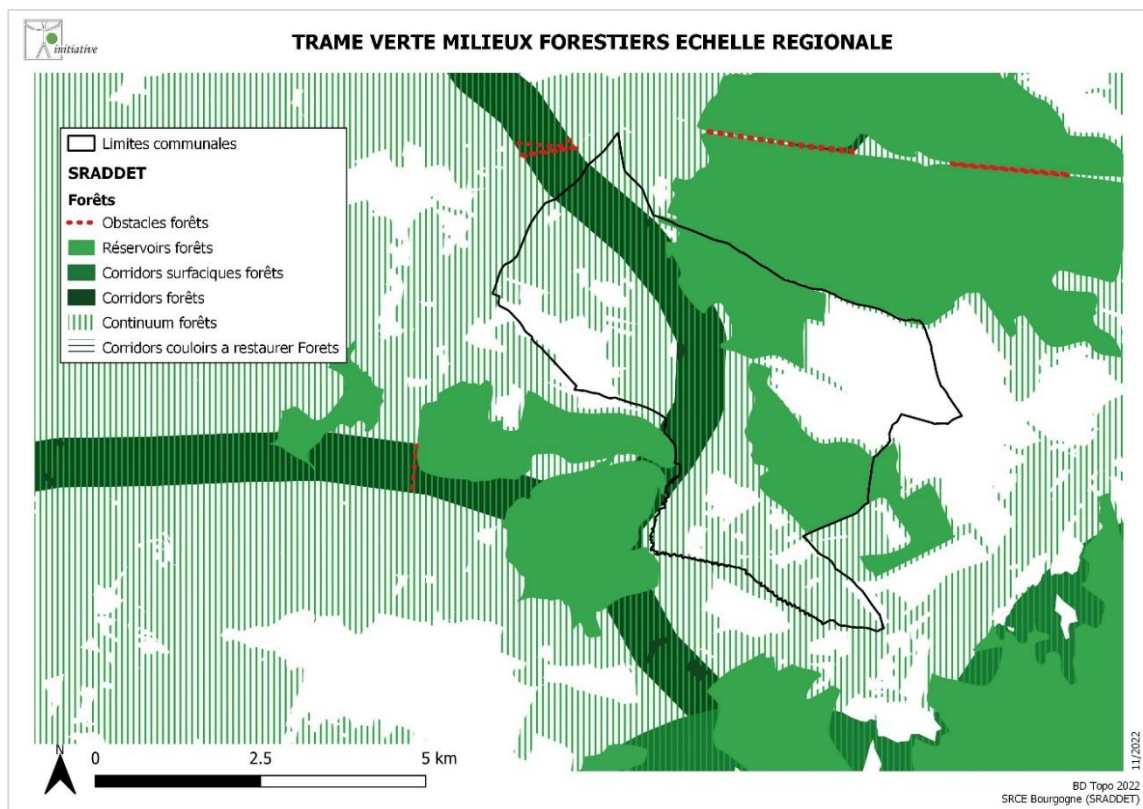 initiative
TRAME VERTE MILIEUX FORESTIERS ECHELLE REGIONALE
Limites communales
SRADDET
Forêts
Obstacles forêts
Réservoirs forêts
Corridors surfaciques forêts
Corridors forêts
Continuum forêts
Corridors couloirs a restaurer Forets
N
0 2.5 5 km
11/2022
BD Topo 2022
SRCE Bourgogne (SRADDET)